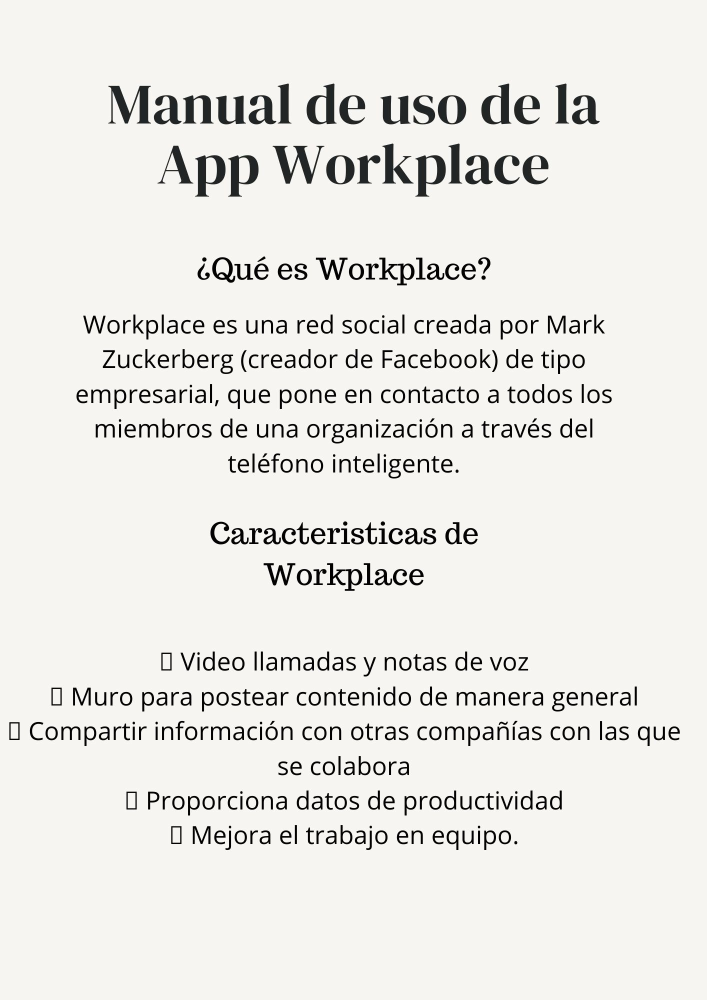 Manual de uso de la
App Workplace
¿Qué es Workplace?
Workplace es una red social creada por Mark
Zuckerberg (creador de Facebook) de tipo
empresarial, que pone en contacto a todos los
miembros de una organización a través del
teléfono inteligente.
Caracteristicas de
Workplace
 Video llamadas y notas de voz
 Muro para postear contenido de manera general
 Compartir información con otras compañías con las que
se colabora
 Proporciona datos de productividad
 Mejora el trabajo en equipo.